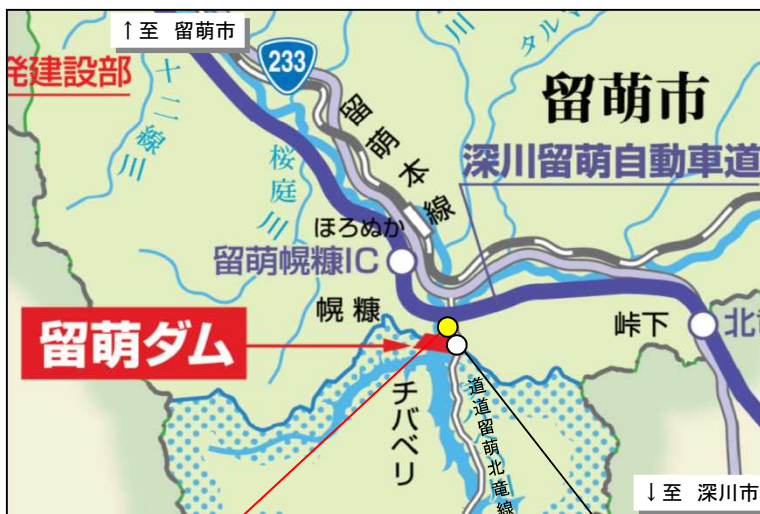 ↑至 留萌市
233
発建設部
十二線川
桜庭川
留萌本線
タル
留萌市
深川留萌自動車道
ほろぬか
留萌幌糠IC
幌糠
峠下
北
留萌ダム
チバベリ
道道留萌北竜線
↓至 深川市